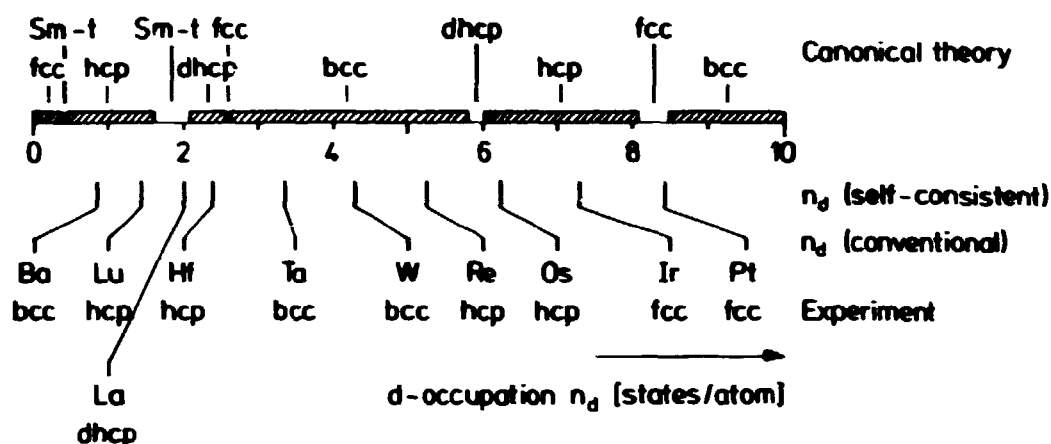 Sm-t Sm-t fcc dhcp fcc
Canonical theory
fcc hcp dhcp bcc hcp bcc
0 2 4 6 8 10
n_d (self-consistent)
n_d (conventional)
Ba Lu Hf Ta W Re Os Ir Pt
bcc hcp hcp bcc bcc hcp hcp fcc fcc Experiment
La
d-occupation n_d [states/atom]
dhcp